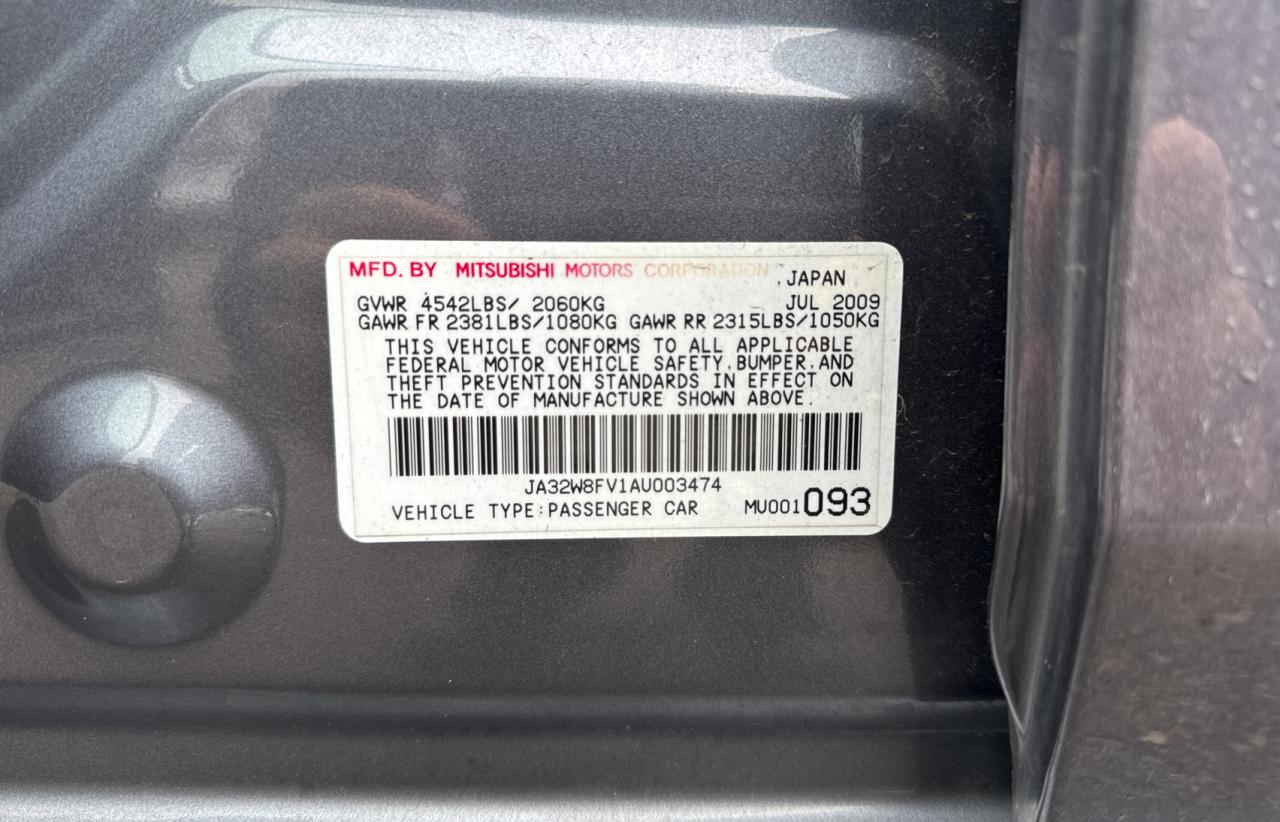 MFD. BY MITSUBISHI MOTORS CORPORATION
JAPAN
GVWR 4542LBS/ 2060KG JUL 2009
GAWR FR 2381LBS/1080KG GAWR RR 2315LBS/1050KG
THIS VEHICLE CONFORMS TO ALL APPLICABLE
FEDERAL MOTOR VEHICLE SAFETY,BUMPER,AND
THEFT PREVENTION STANDARDS IN EFFECT ON
THE DATE OF MANUFACTURE SHOWN ABOVE.
JA32W8FV1AU003474
VEHICLE TYPE:PASSENGER CAR MU001093